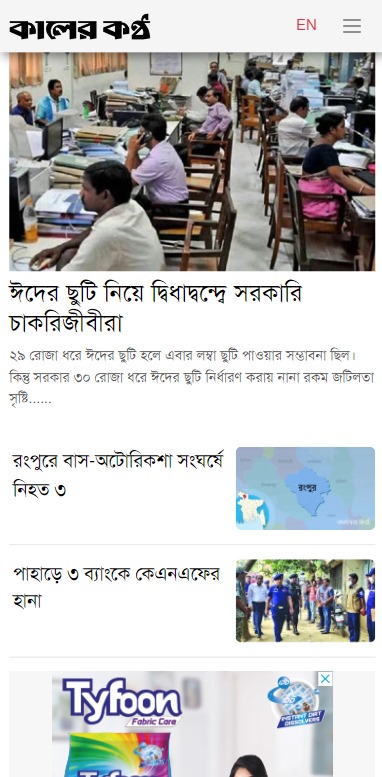 কালের কণ্ঠ
EN
ঈদের ছুটি নিয়ে দ্বিধাদ্বন্দ্বে সরকারি
চাকরিজীবীরা
২৯ রোজা ধরে ঈদের ছুটি হলে এবার লম্বা ছুটি পাওয়ার সম্ভাবনা ছিল।
কিন্তু সরকার ৩০ রোজা ধরে ঈদের ছুটি নির্ধারণ করায় নানা রকম জটিলতা
সৃষ্টি......
রংপুরে বাস-অটোরিকশা সংঘর্ষে
নিহত ৩
রংপুর
পাহাড়ে ৩ ব্যাংকে কেএনএফের
হানা
Tyfoon
Fabric Care
INSTANT DIRT
DISSOLVERS